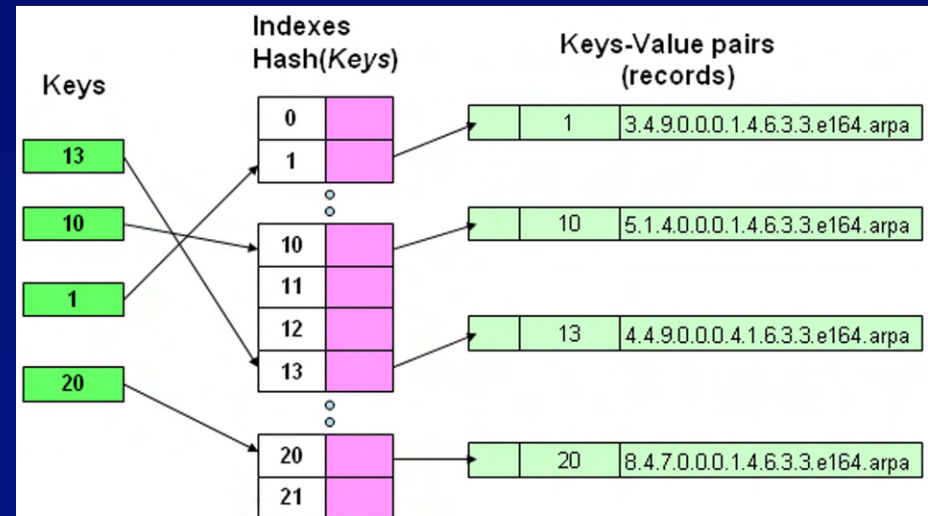 Indexes
Hash(Keys)
Keys-Value pairs
(records)
Keys
0
1
10
11
12
13
20
21
13
10
1
20
1 3.4.9.0.0.0.1.4.6.3.3.e164.arpa
10 5.1.4.0.0.0.1.4.6.3.3.e164.arpa
13 4.4.9.0.0.0.4.1.6.3.3.e164.arpa
20 8.4.7.0.0.0.1.4.6.3.3.e164.arpa